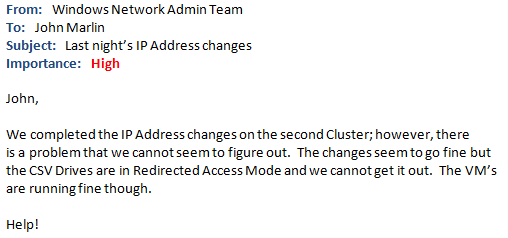 From: Windows Network Admin Team
To: John Marlin
Subject: Last night's IP Address changes
Importance: High
John,
We completed the IP Address changes on the second Cluster; however, there
is a problem that we cannot seem to figure out. The changes seem to go fine but
the CSV Drives are in Redirected Access Mode and we cannot get it out. The VM's
are running fine though.
Help!